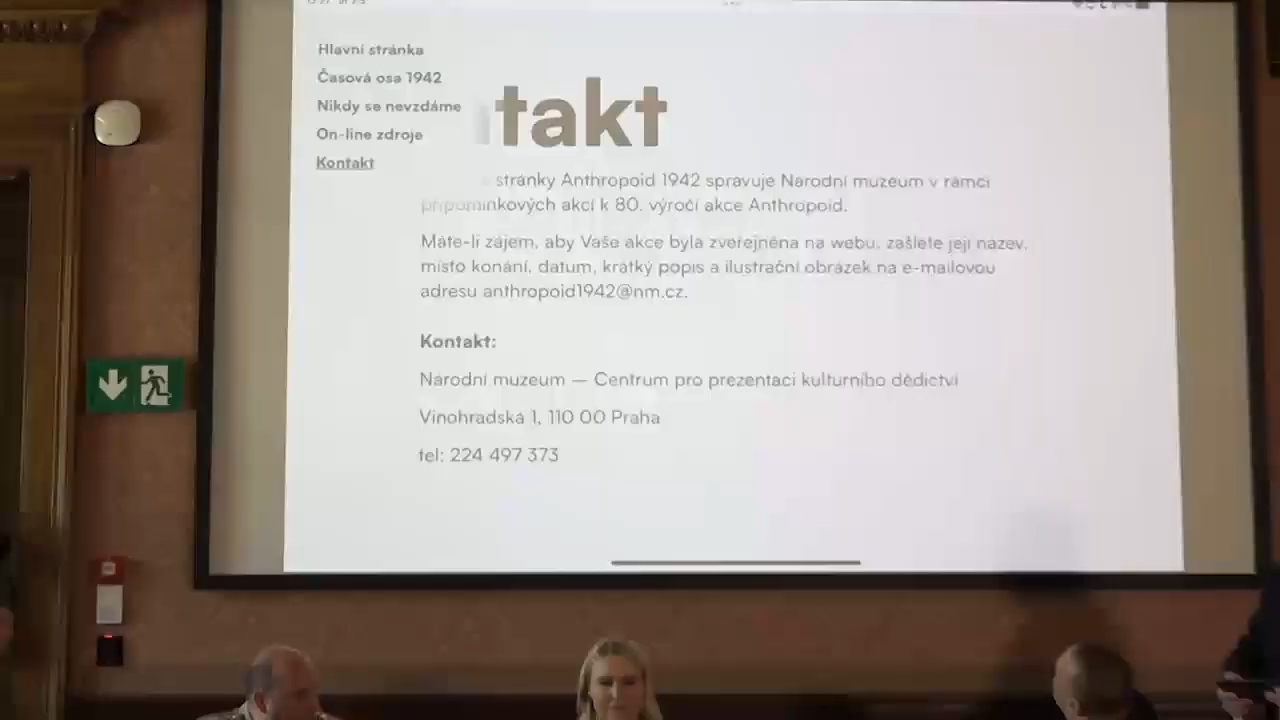 Hlavní stránka
Časová osa 1942
Nikdy se nevzdáme
On-line zdroje
Kontakt
takt
stránky Anthropoid 1942 spravuje Národní muzeum v rámci
připomínkových akcí k 80. výročí akce Anthropoid.
Máte-li zájem, aby Vaše akce byla zveřejněna na webu, zašlete její název,
místo konání, datum, krátký popis a ilustrační obrázek na e-mailovou
adresu anthropoid1942@nm.cz.
Kontakt:
Národní muzeum — Centrum pro prezentaci kulturního dědictví
Vinohradská 1, 110 00 Praha
tel: 224 497 373